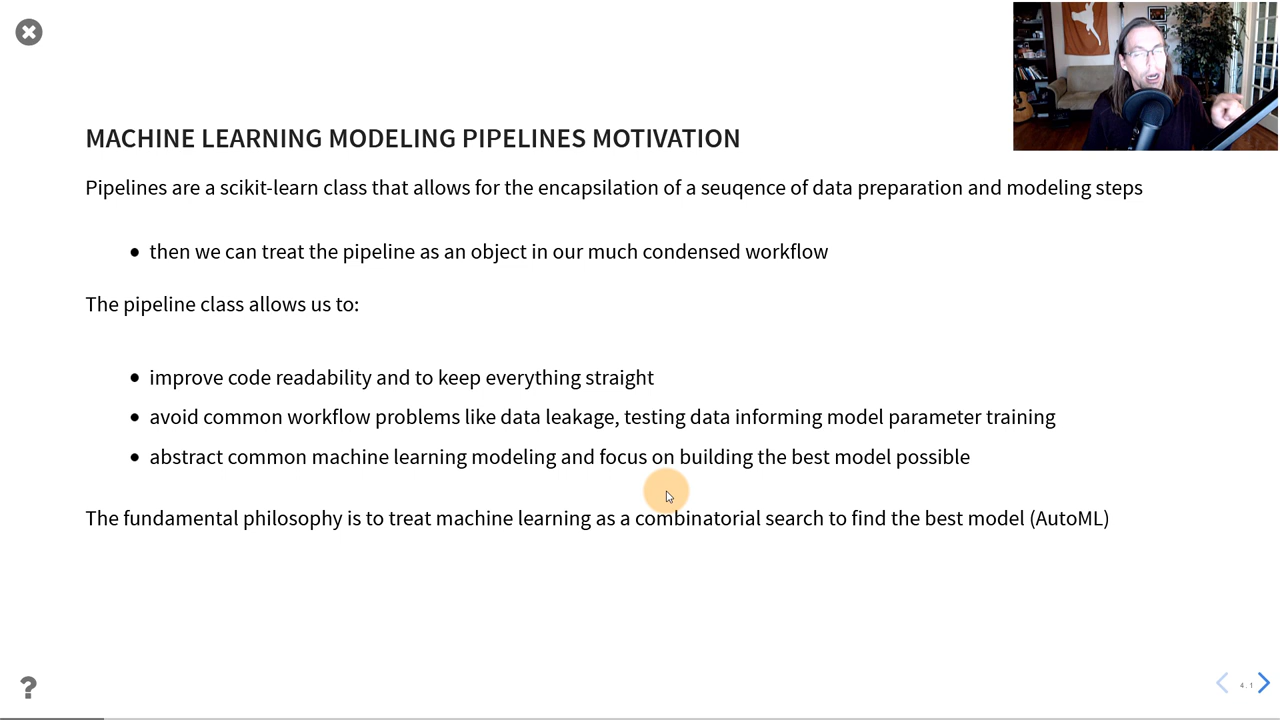 MACHINE LEARNING MODELING PIPELINES MOTIVATION
Pipelines are a scikit-learn class that allows for the encapsilation of a seuqence of data preparation and modeling steps
then we can treat the pipeline as an object in our much condensed workflow
The pipeline class allows us to:
improve code readability and to keep everything straight
avoid common workflow problems like data leakage, testing data informing model parameter training
abstract common machine learning modeling and focus on building the best model possible
The fundamental philosophy is to treat machine learning as a combinatorial search to find the best model (AutoML)
?
4.1